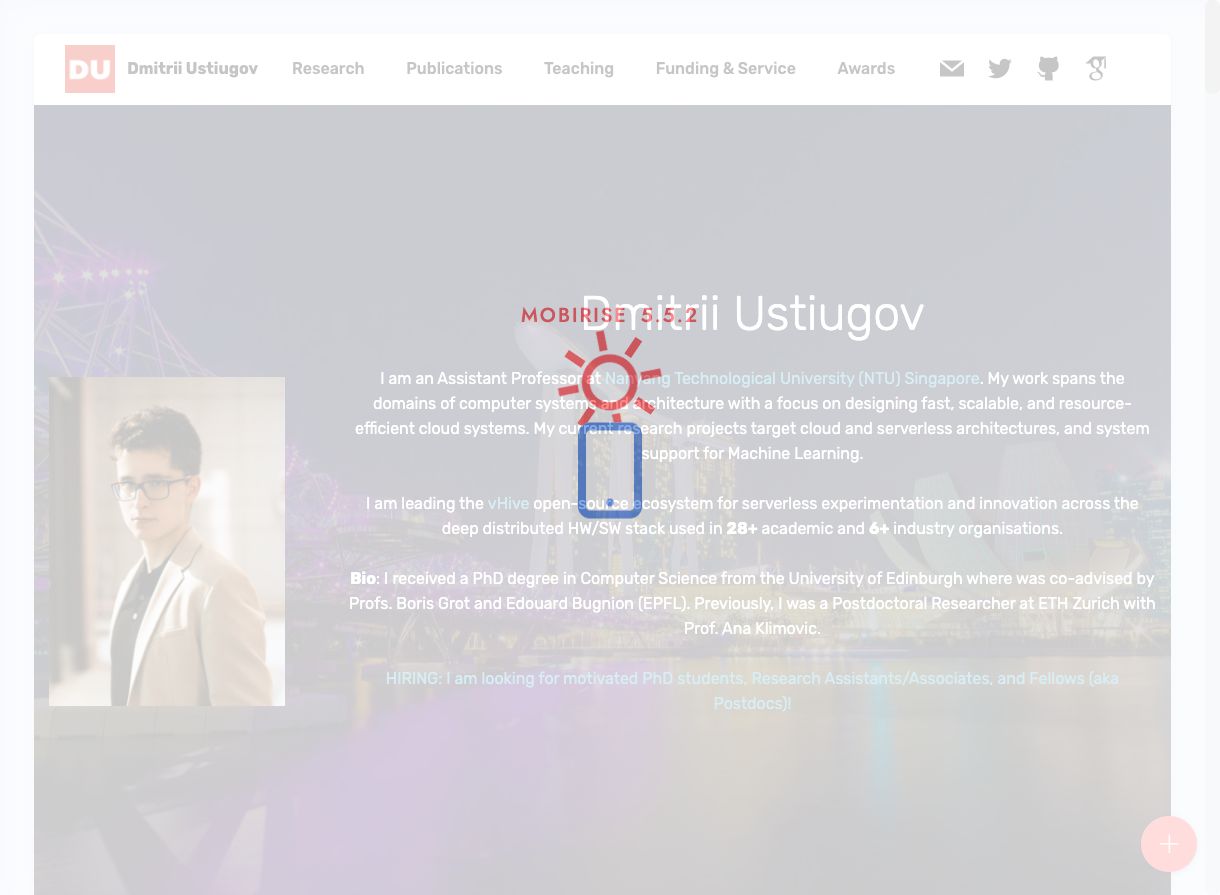 DU Dmitrii Ustiugov Research Publications Teaching Funding & Service Awards
Dmitrii Ustiugov
MOBIRISE 5.5.2
I am an Assistant Professor at Nanyang Technological University (NTU) Singapore. My work spans the
domains of computer systems and architecture with a focus on designing fast, scalable, and resource-
efficient cloud systems. My current research projects target cloud and serverless architectures, and system
support for Machine Learning.
I am leading the vHive open-source ecosystem for serverless experimentation and innovation across the
deep distributed HW/SW stack used in 28+ academic and 6+ industry organisations.
Bio: I received a PhD degree in Computer Science from the University of Edinburgh where was co-advised by
Profs. Boris Grot and Edouard Bugnion (EPFL). Previously, I was a Postdoctoral Researcher at ETH Zurich with
Prof. Ana Klimovic.
HIRING: I am looking for motivated PhD students, Research Assistants/Associates, and Fellows (aka
Postdocs)!